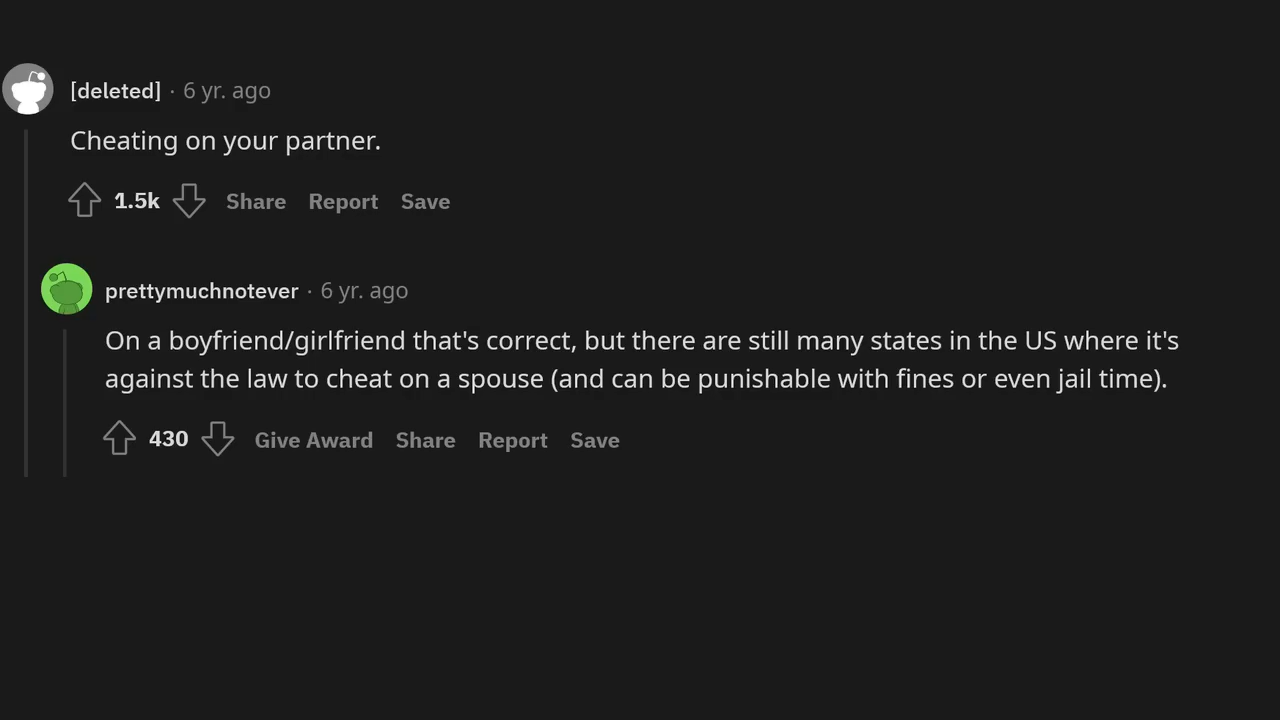 [deleted] · 6 yr. ago
Cheating on your partner.
1.5k Share Report Save
prettymuchnotever · 6 yr. ago
On a boyfriend/girlfriend that's correct, but there are still many states in the US where it's
against the law to cheat on a spouse (and can be punishable with fines or even jail time).
430 Give Award Share Report Save